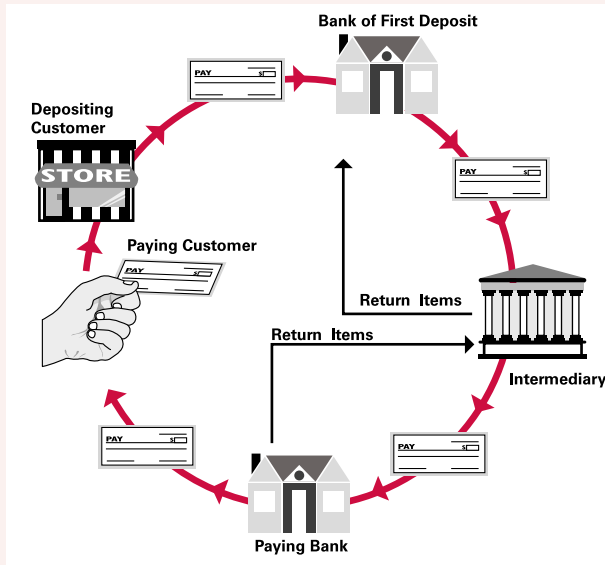 Bank of First Deposit
PAY $
Depositing
Customer
STORE
PAY $
Paying Customer
PAY $
Return Items
Return Items
Intermediary
PAY $
PAY $
Paying Bank